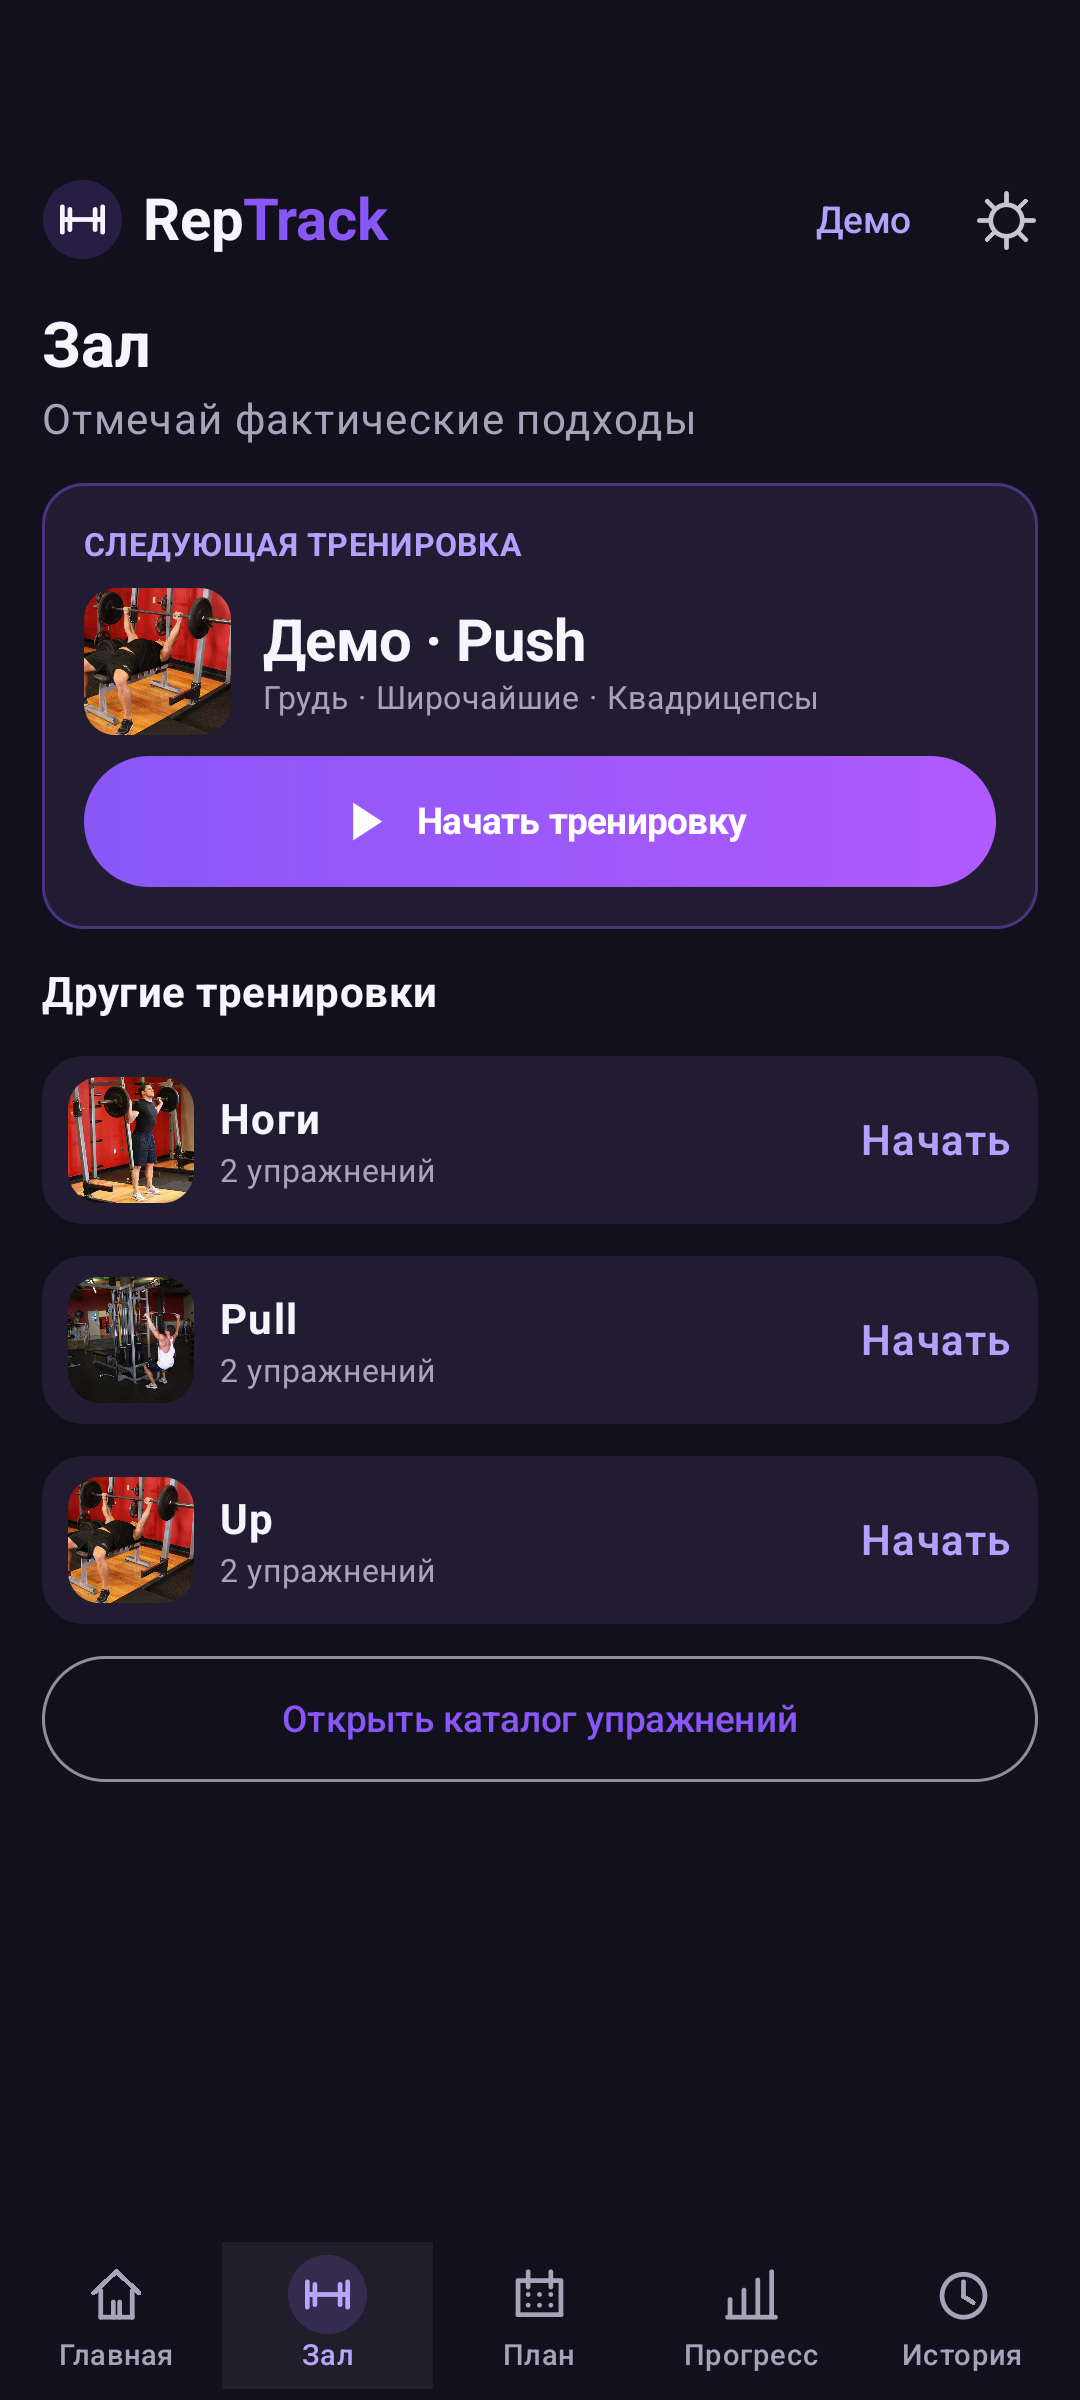 RepTrack
Демо
Зал
Отмечай фактические подходы
СЛЕДУЮЩАЯ ТРЕНИРОВКА
Демо · Push
Грудь · Широчайшие · Квадрицепсы
Начать тренировку
Другие тренировки
Ноги
2 упражнений
Начать
Pull
2 упражнений
Начать
Up
2 упражнений
Начать
Открыть каталог упражнений
Главная
Зал
План
Прогресс
История